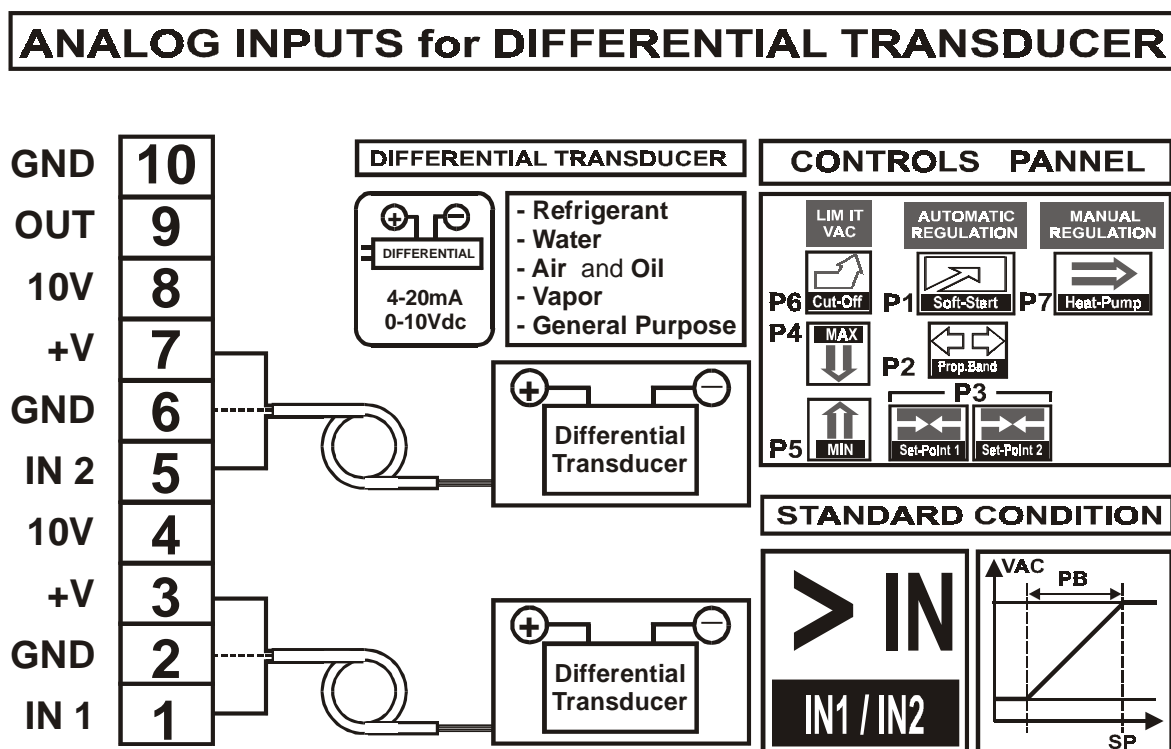 ANALOG INPUTS for DIFFERENTIAL TRANSDUCER
GND 10
OUT 9
10V 8
+V 7
GND 6
IN 2 5
10V 4
+V 3
GND 2
IN 1 1
DIFFERENTIAL TRANSDUCER
+ −
DIFFERENTIAL
4-20mA
0-10Vdc
- Refrigerant
- Water
- Air and Oil
- Vapor
- General Purpose
+ −
Differential
Transducer
+ −
Differential
Transducer
CONTROLS PANNEL
LIM IT
VAC
AUTOMATIC
REGULATION
MANUAL
REGULATION
P6 Cut-Off
P1 Soft-Start
P7 Heat-Pump
P4 MAX
P2 Prop.Band
P3
P5 MIN
Set-Point 1 Set-Point 2
STANDARD CONDITION
> IN
IN1 / IN2
VAC
PB
SP